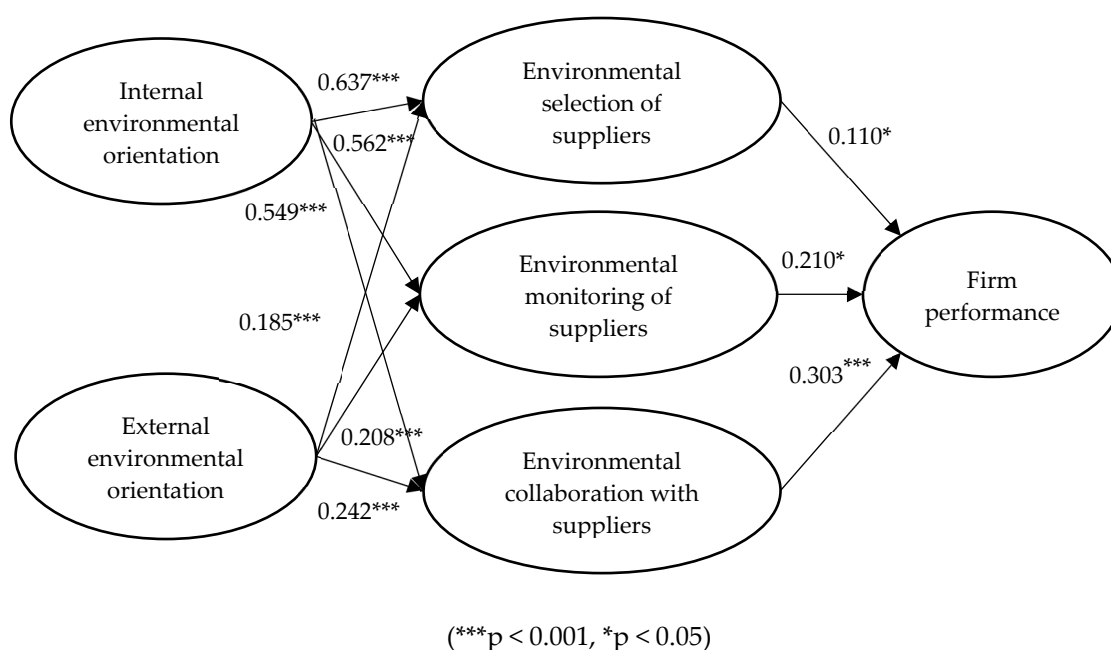 Internal
environmental
orientation
0.637***
0.562***
0.549***
0.185***
External
environmental
orientation
0.208***
0.242***
Environmental
selection of
suppliers
Environmental
monitoring of
suppliers
Environmental
collaboration with
suppliers
0.110*
0.210*
0.303***
Firm
performance
(***p < 0.001, *p < 0.05)